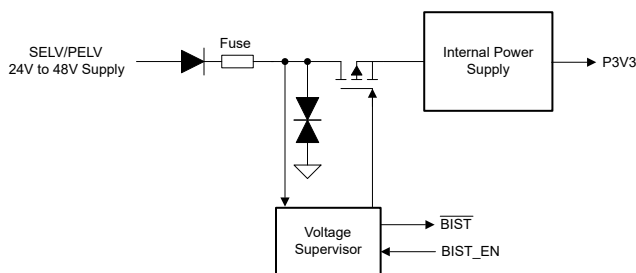 SELV/PELV
24V to 48V Supply
Fuse
Internal Power
Supply
P3V3
Voltage
Supervisor
BIST
BIST_EN